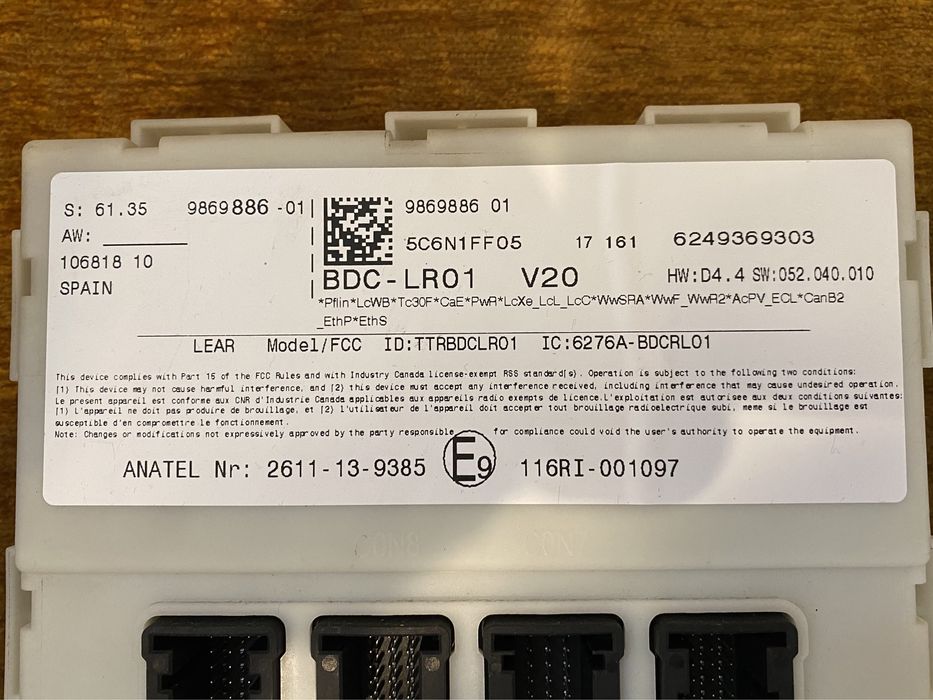 S: 61.35 9869886 -01| 9869886 01
AW: ________
5C6N1FF05 17 161 6249369303
106818 10
SPAIN
BDC-LR01 V20 HW:D4.4 SW:052.040.010
*Pflin*LcWB*Tc30F*CaE*PwA*LcXe_LcL_LcC*WwSRA*WwF_WwR2*AcPV_ECL*CanB2
_EthP*EthS
LEAR Model/FCC ID:TTRBDCLR01 IC:6276A-BDCRL01
This device complies with Part 15 of the FCC Rules and with Industry Canada license-exempt RSS standard(s). Operation is subject to the following two conditions:
(1) This device may not cause harmful interference, and (2) this device must accept any interference received, including interference that may cause undesired operation.
Le present appareil est conforme aux CNR d'Industrie Canada applicables aux appareils radio exempts de licence.L'exploitation est autorisee aux deux conditions suivantes:
(1) L'appareil ne doit pas produire de brouillage, et (2) l'utilisateur de l'appareil doit accepter tout brouillage radioelectrique subi, meme si le brouillage est
susceptible d'en compromettre le fonctionnement.
Note: Changes or modifications not expressively approved by the party responsible for compliance could void the user's authority to operate the equipment.
ANATEL Nr: 2611-13-9385 E9 116RI-001097
CON8 CON7